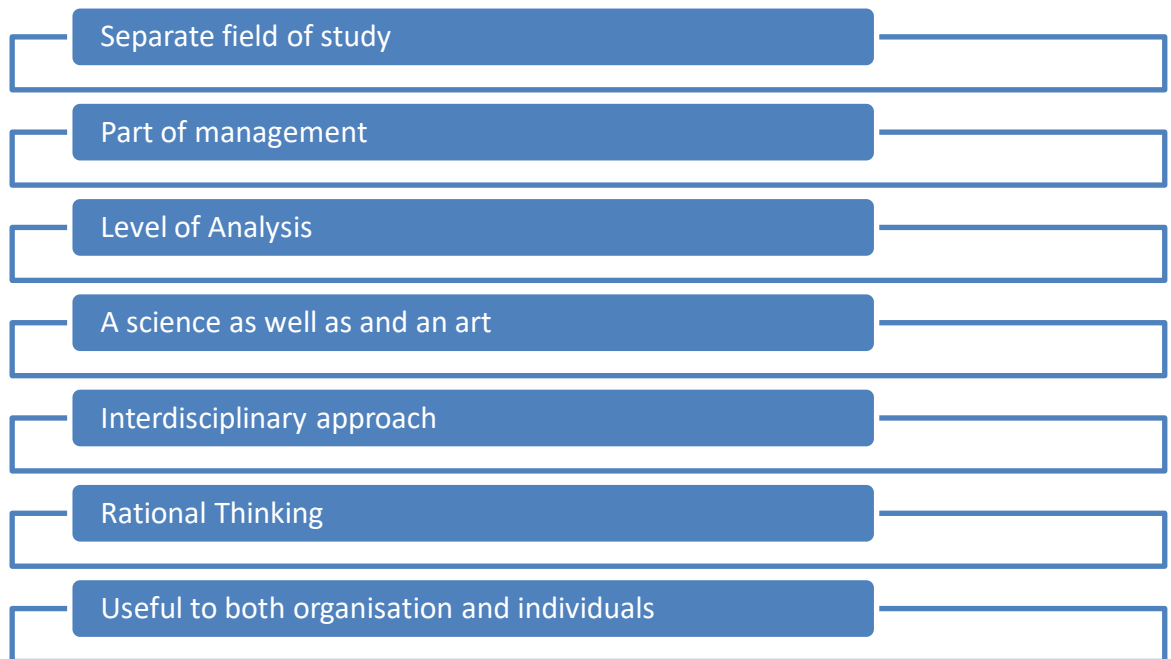 Separate field of study
Part of management
Level of Analysis
A science as well as and an art
Interdisciplinary approach
Rational Thinking
Useful to both organisation and individuals